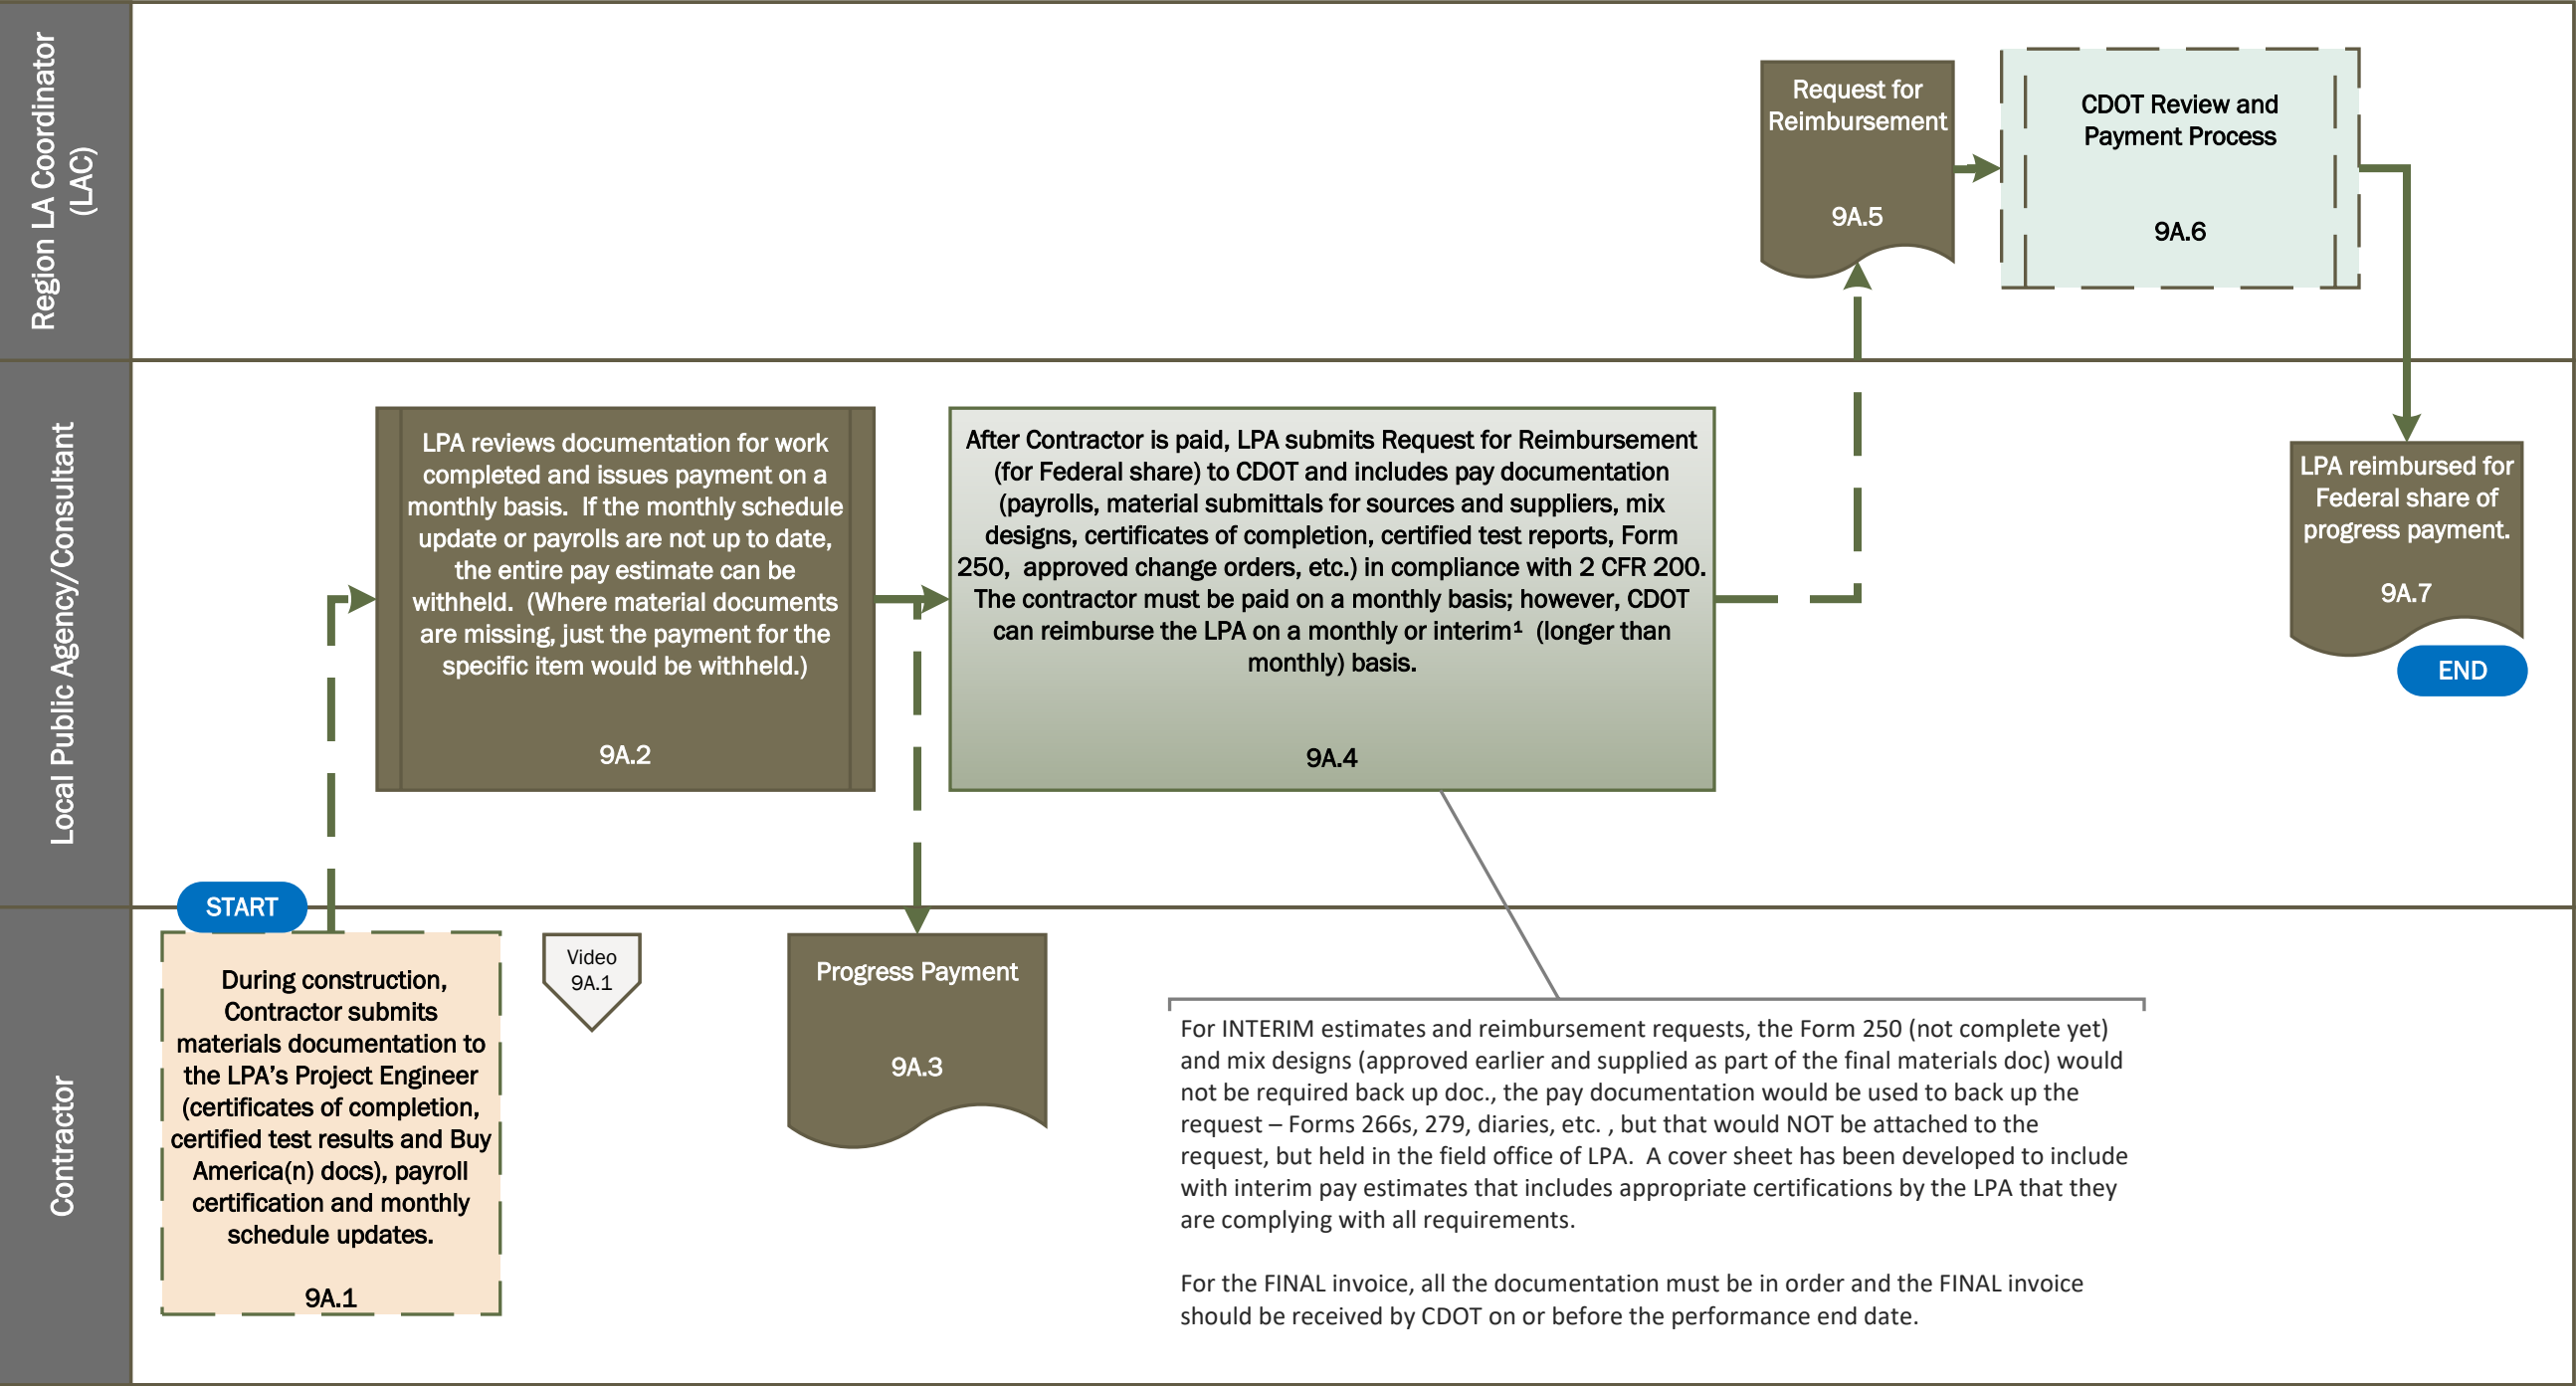 Region LA Coordinator
(LAC)
Request for
Reimbursement
9A.5
CDOT Review and
Payment Process
9A.6
Local Public Agency/Consultant
LPA reviews documentation for work
completed and issues payment on a
monthly basis.  If the monthly schedule
update or payrolls are not up to date,
the entire pay estimate can be
withheld.  (Where material documents
are missing, just the payment for the
specific item would be withheld.)
9A.2
After Contractor is paid, LPA submits Request for Reimbursement
(for Federal share) to CDOT and includes pay documentation
(payrolls, material submittals for sources and suppliers, mix
designs, certificates of completion, certified test reports, Form
250,  approved change orders, etc.) in compliance with 2 CFR 200.
The contractor must be paid on a monthly basis; however, CDOT
can reimburse the LPA on a monthly or interim¹  (longer than
monthly) basis.
9A.4
LPA reimbursed for
Federal share of
progress payment.
9A.7
END
Contractor
START
During construction,
Contractor submits
materials documentation to
the LPA’s Project Engineer
(certificates of completion,
certified test results and Buy
America(n) docs), payroll
certification and monthly
schedule updates.
9A.1
Video
9A.1
Progress Payment
9A.3
For INTERIM estimates and reimbursement requests, the Form 250 (not complete yet)
and mix designs (approved earlier and supplied as part of the final materials doc) would
not be required back up doc., the pay documentation would be used to back up the
request – Forms 266s, 279, diaries, etc. , but that would NOT be attached to the
request, but held in the field office of LPA.  A cover sheet has been developed to include
with interim pay estimates that includes appropriate certifications by the LPA that they
are complying with all requirements.
For the FINAL invoice, all the documentation must be in order and the FINAL invoice
should be received by CDOT on or before the performance end date.